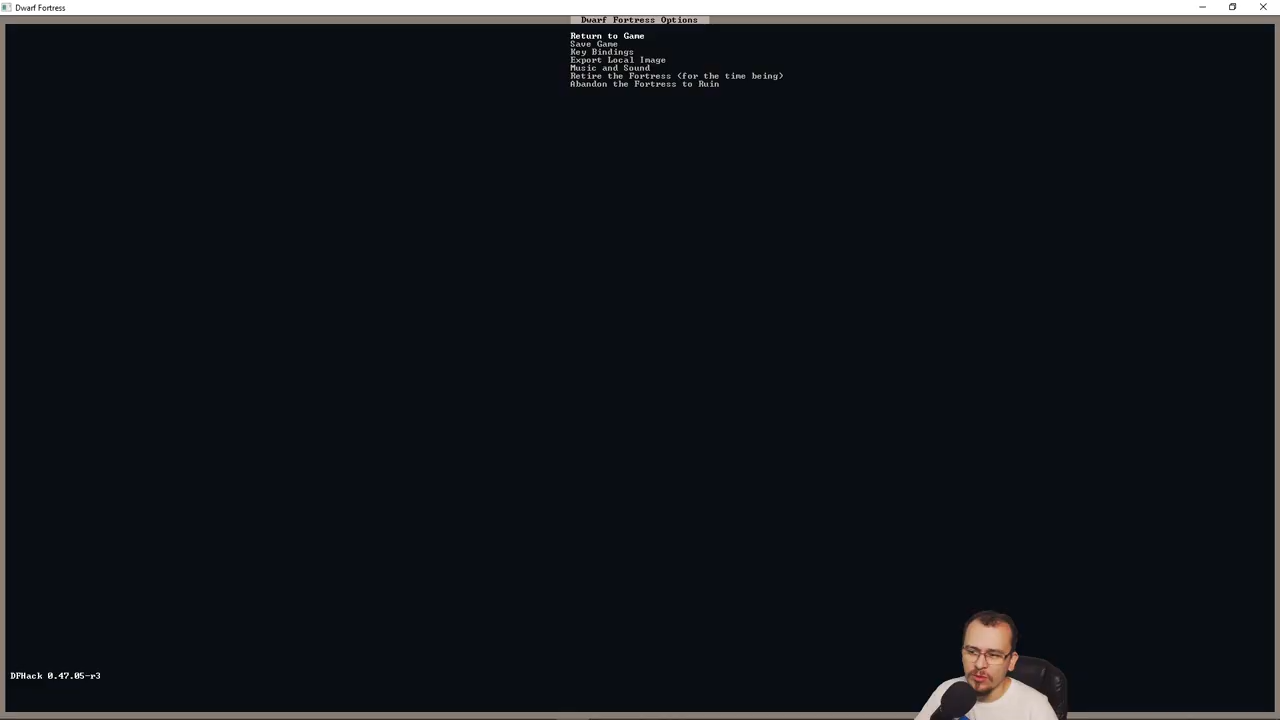 Dwarf Fortress
Dwarf Fortress Options
Return to Game
Save Game
Key Bindings
Export Local Image
Music and Sound
Retire the Fortress (for the time being)
Abandon the Fortress to Ruin
DFHack 0.47.05-r3